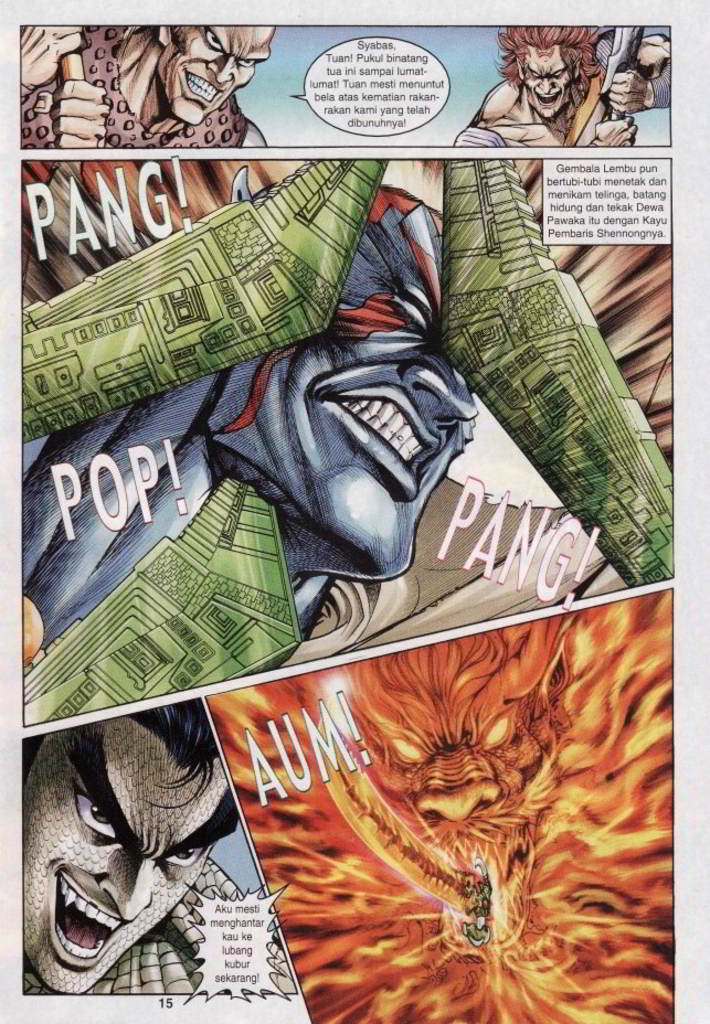 Syabas,
Tuan! Pukul binatang
tua ini sampai lumat-
lumat! Tuan mesti menuntut
bela atas kematian rakan-
rakan kami yang telah
dibunuhnya!
PANG!
Gembala Lembu pun
bertubi-tubi menetak dan
menikam telinga, batang
hidung dan tekak Dewa
Pawaka itu dengan Kayu
Pembaris Shennongnya.
POP!
PANG!
AUM!
Aku mesti
menghantar
kau ke
lubang
kubur
sekarang!
15